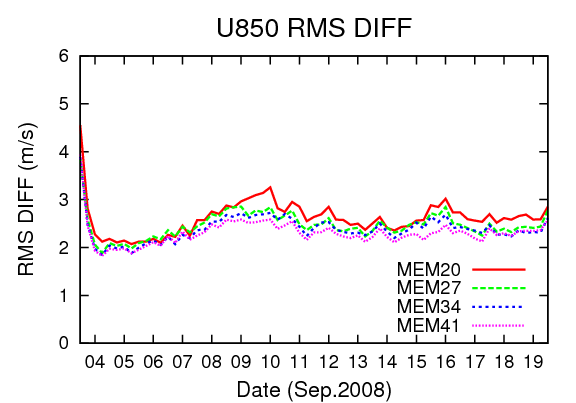 U850 RMS DIFF
6
5
4
3
2
1
0
RMS DIFF (m/s)
MEM20
MEM27
MEM34
MEM41
04 05 06 07 08 09 10 11 12 13 14 15 16 17 18 19
Date (Sep.2008)